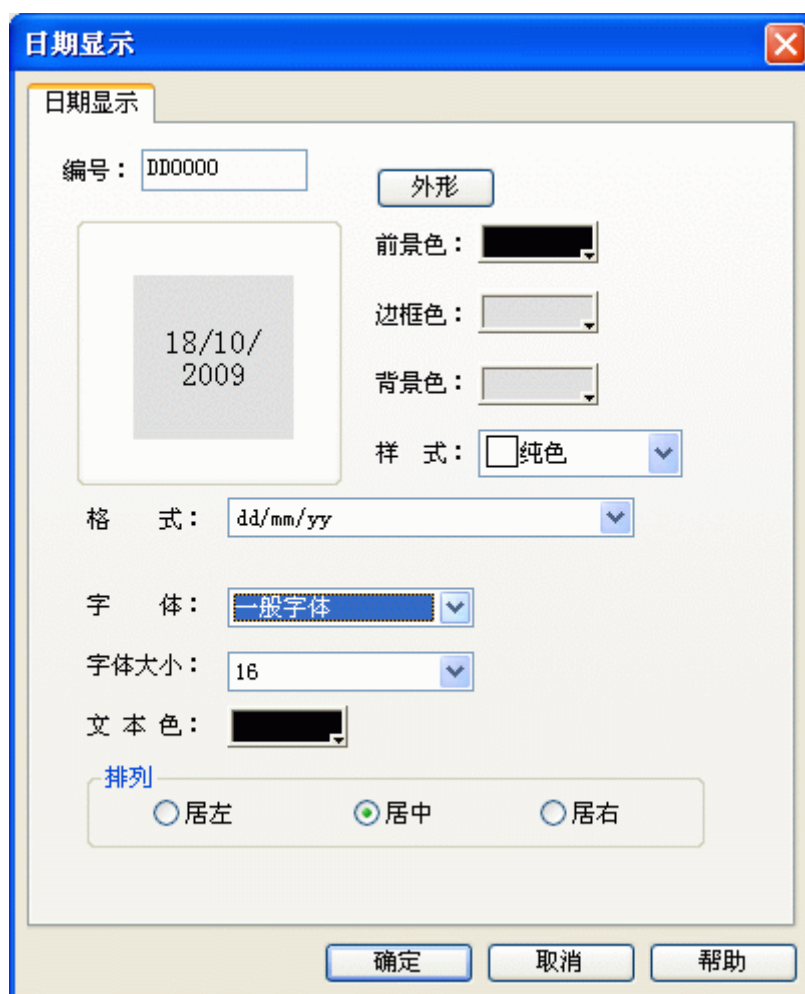 日期显示
日期显示
编号： DD0000
外形
前景色：
18/10/
2009
边框色：
背景色：
样 式： 纯色
格 式： dd/mm/yy
字 体： 一般字体
字体大小： 16
文 本 色：
排列
居左 居中 居右
确定 取消 帮助